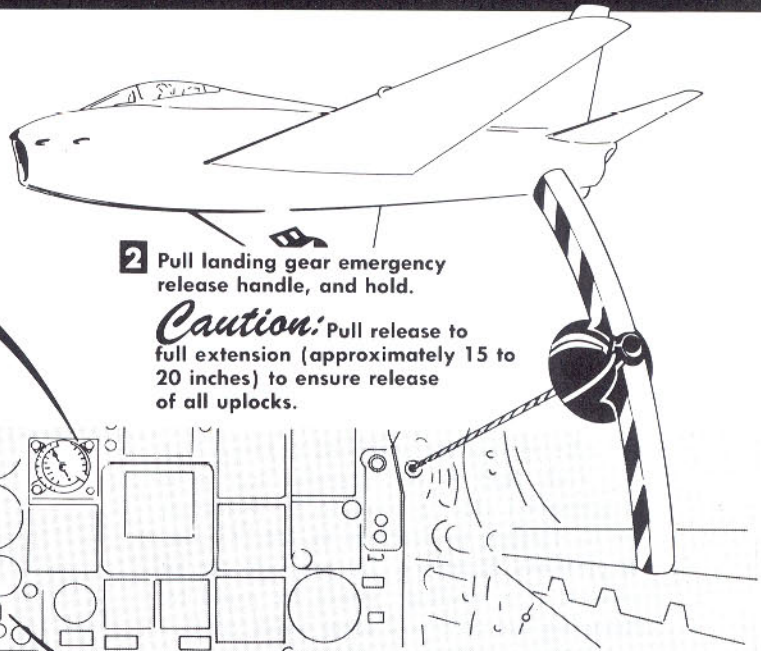 2 Pull landing gear emergency
release handle, and hold.
Caution: Pull release to
full extension (approximately 15 to
20 inches) to ensure release
of all uplocks.